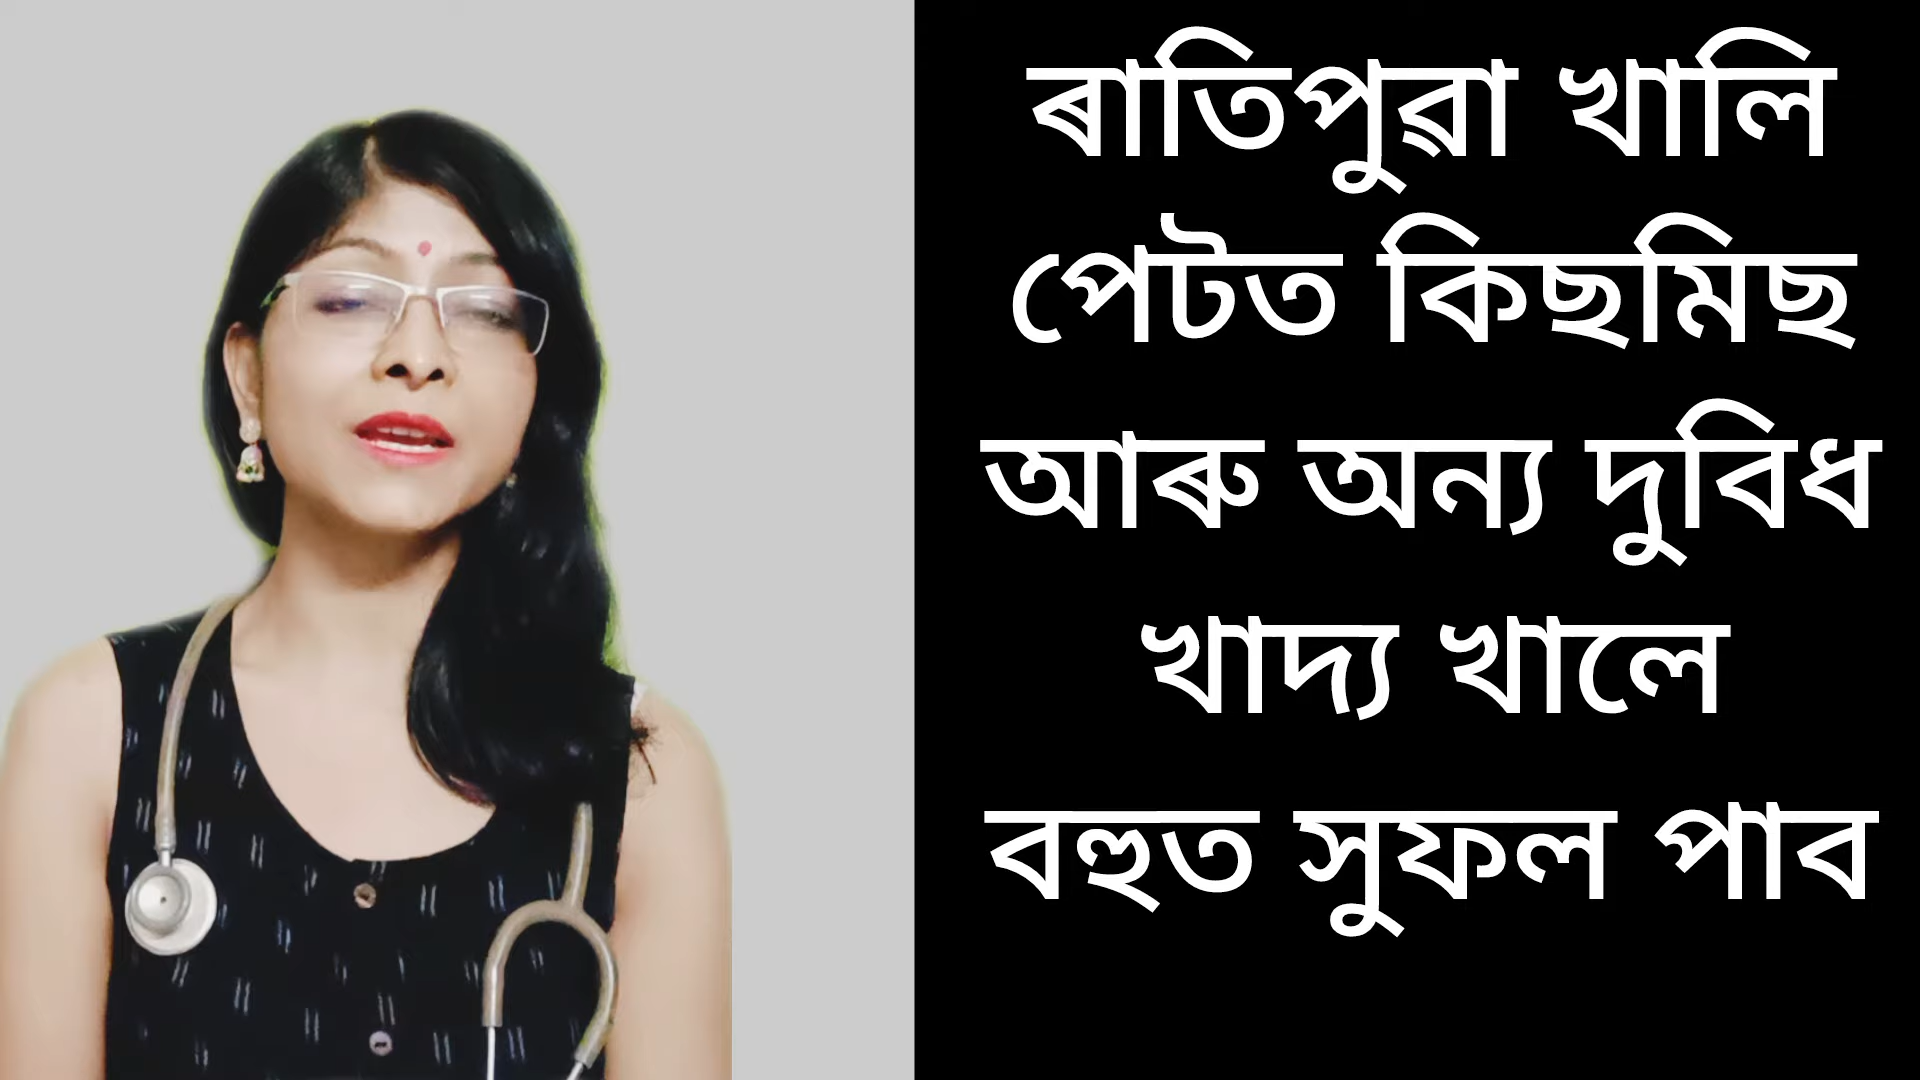 ৰাতিপুৱা খালি
পেটত কিছমিছ
আৰু অন্য দুবিধ
খাদ্য খালে
বহুত সুফল পাব